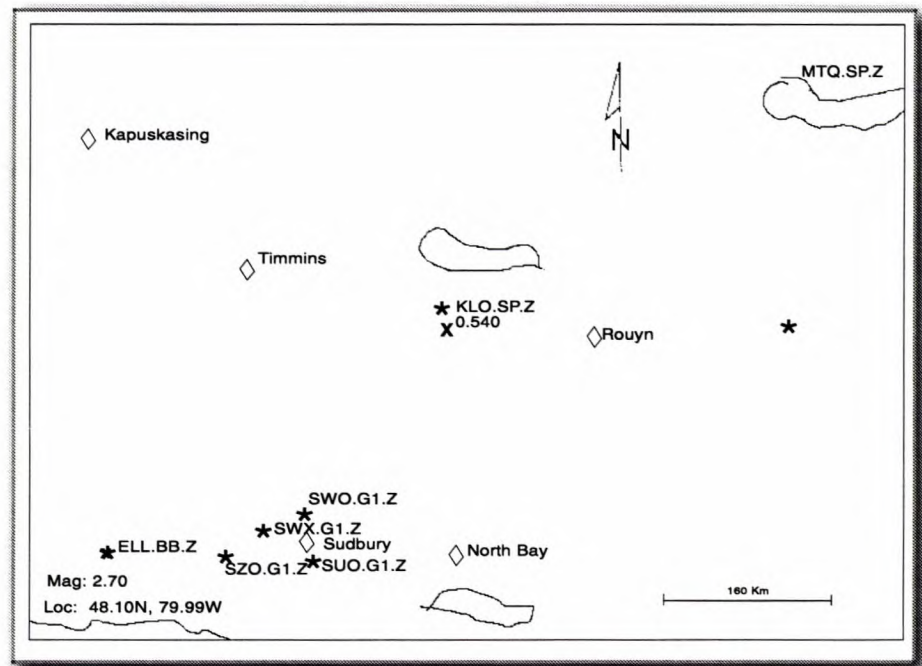 MTQ.SP.Z
Kapuskasing
N
Timmins
KLO.SP.Z
X 0.540
Rouyn
SWO.G1.Z
SWX.G1.Z
ELL.BB.Z
Sudbury
North Bay
SZO.G1.Z
SUO.G1.Z
Mag: 2.70
160 Km
Loc: 48.10N, 79.99W